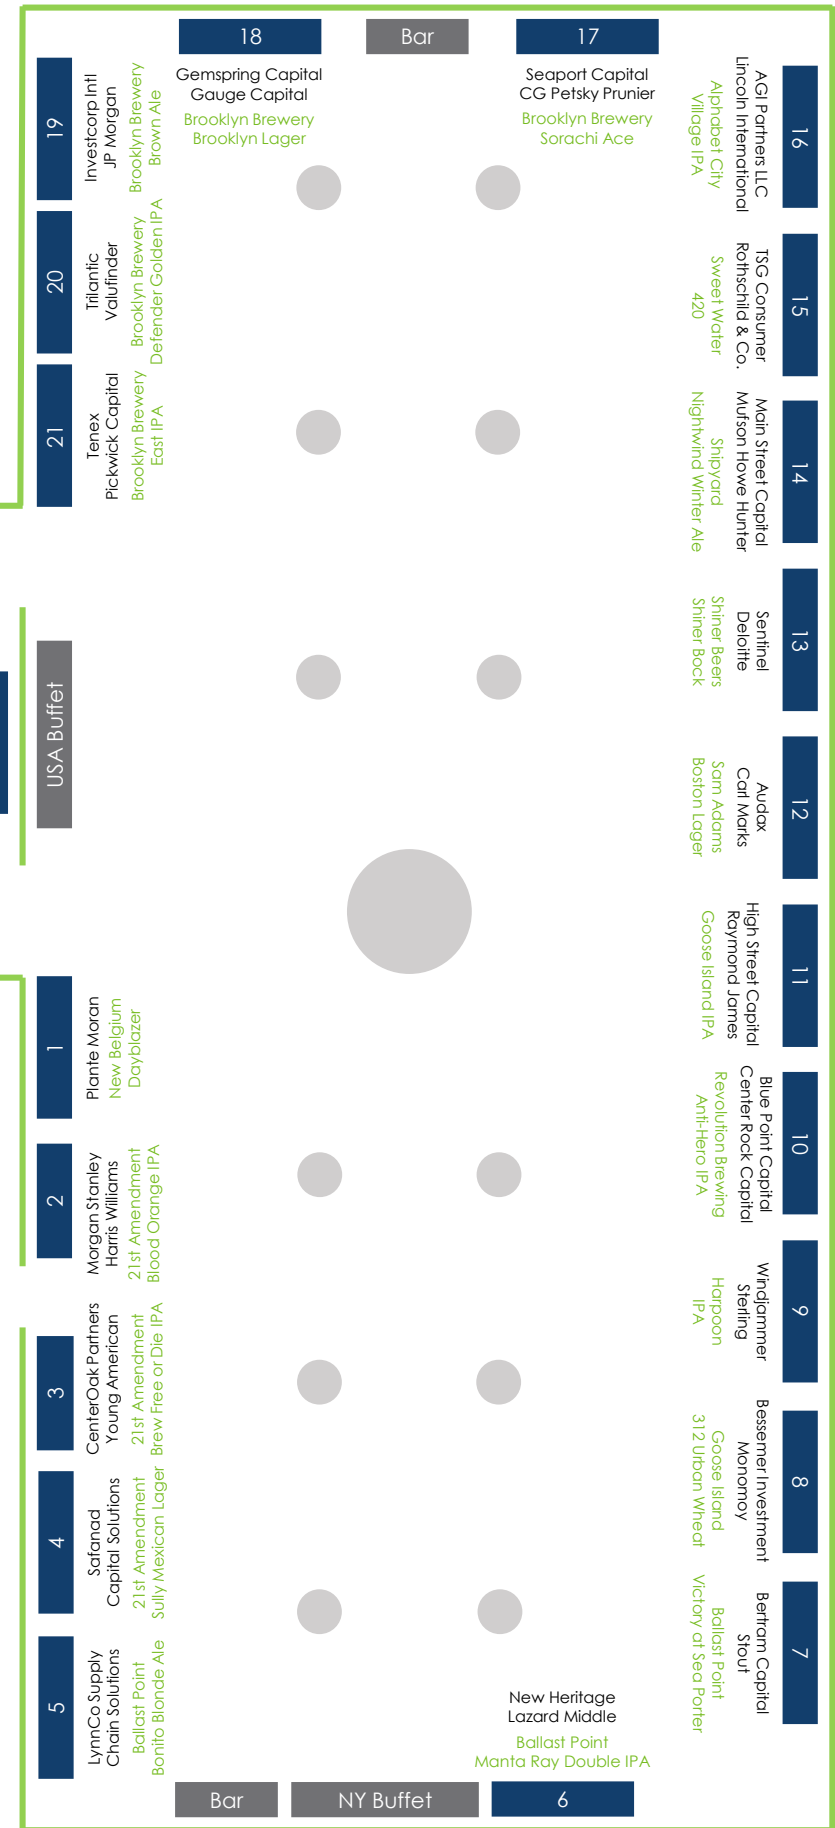 18
Bar
17
Gemspring Capital
Gauge Capital
Brooklyn Brewery
Brooklyn Lager
Seaport Capital
CG Petsky Prunier
Brooklyn Brewery
Sorachi Ace
19
Investcorp Intl
JP Morgan
Brooklyn Brewery
Brown Ale
20
Trilantic
Valufinder
Brooklyn Brewery
Defender Golden IPA
21
Tenex
Pickwick Capital
Brooklyn Brewery
East IPA
USA Buffet
1
Plante Moran
New Belgium
Dayblazer
2
Morgan Stanley
Harris Williams
21st Amendment
Blood Orange IPA
3
CenterOak Partners
Young American
21st Amendment
Brew Free or Die IPA
4
Safanad
Capital Solutions
21st Amendment
Sully Mexican Lager
5
LynnCo Supply
Chain Solutions
Ballast Point
Bonito Blonde Ale
16
AGI Partners LLC
Lincoln International
Alphabet City
Village IPA
15
TSG Consumer
Rothschild & Co.
Sweet Water
420
14
Main Street Capital
Mufson Howe Hunter
Shipyard
Nightwind Winter Ale
13
Sentinel
Deloitte
Shiner Beers
Shiner Bock
12
Audax
Carl Marks
Sam Adams
Boston Lager
11
High Street Capital
Raymond James
Goose Island IPA
10
Blue Point Capital
Center Rock Capital
Revolution Brewing
Anti-Hero IPA
9
Windjammer
Sterling
Harpoon
IPA
8
Bessemer Investment
Monomoy
Goose Island
312 Urban Wheat
7
Bertram Capital
Stout
Ballast Point
Victory at Sea Porter
New Heritage
Lazard Middle
Ballast Point
Manta Ray Double IPA
Bar
NY Buffet
6